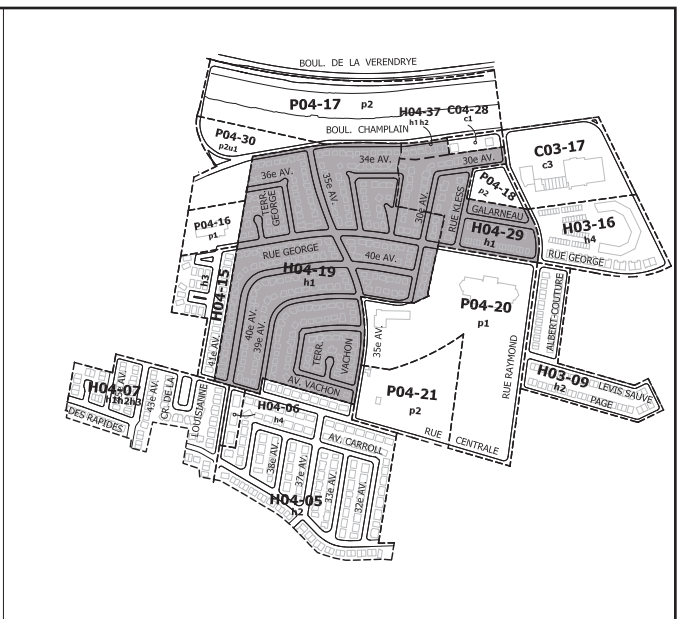 BOUL. DE LA VERENDRYE
P04-17 p2
H04-37
h1h2
C04-28
c1
BOUL. CHAMPLAIN
P04-30
p2u1
34e AV.
30e AV.
C03-17
c3
36e AV.
35e AV.
TERR.
GEORGE
30e AV.
RUE KLESS
P04-18
p2
GALARNEAU
P04-16
p1
H04-29
h1
H03-16
h4
RUE GEORGE
RUE GEORGE
40e AV.
H04-19
h1
h3
H04-15
P04-20
p1
40e AV.
39e AV.
41e AV.
35e AV.
TERR.
VACHON
RUE RAYMOND
ALBERT-COUTURE
AV. VACHON
P04-21
p2
H03-09
h2
LEVIS SAUVE
PAGE
H04-07
h1h2h3
43e AV.
CR. DE LA
LOUISIANNE
DES RAPIDES
H04-06
h4
RUE
CENTRALE
AV. CARROLL
38e AV.
37e AV.
33e AV.
32e AV.
H04-05
h2